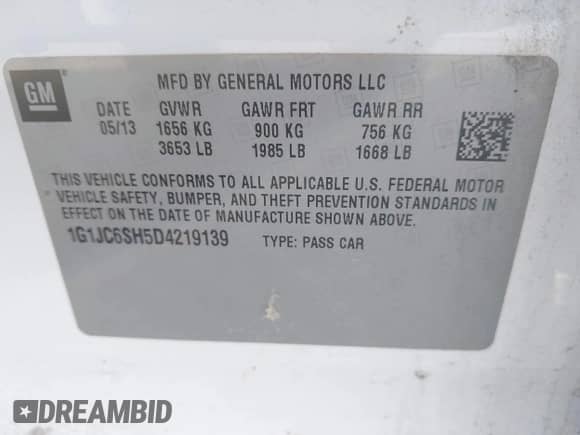 GM
MFD BY GENERAL MOTORS LLC
DATE GVWR GAWR FRT GAWR RR
05/13 1656 KG 900 KG 756 KG
3653 LB 1985 LB 1668 LB
THIS VEHICLE CONFORMS TO ALL APPLICABLE U.S. FEDERAL MOTOR
VEHICLE SAFETY, BUMPER, AND THEFT PREVENTION STANDARDS IN
EFFECT ON THE DATE OF MANUFACTURE SHOWN ABOVE.
1G1JC6SH5D4219139 TYPE: PASS CAR
DREAMBID